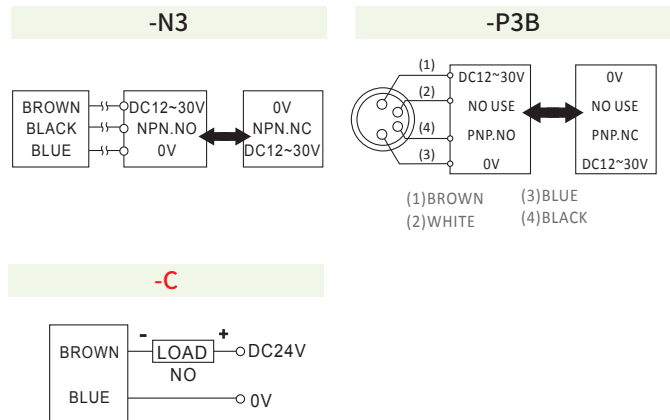 -N3
BROWN
BLACK
BLUE
DC12~30V
NPN.NO
0V
0V
NPN.NC
DC12~30V
-P3B
(1)
(2)
(4)
(3)
DC12~30V
NO USE
PNP.NO
0V
0V
NO USE
PNP.NC
DC12~30V
(1)BROWN
(2)WHITE
(3)BLUE
(4)BLACK
-C
BROWN
BLUE
- LOAD +
NO
DC24V
0V